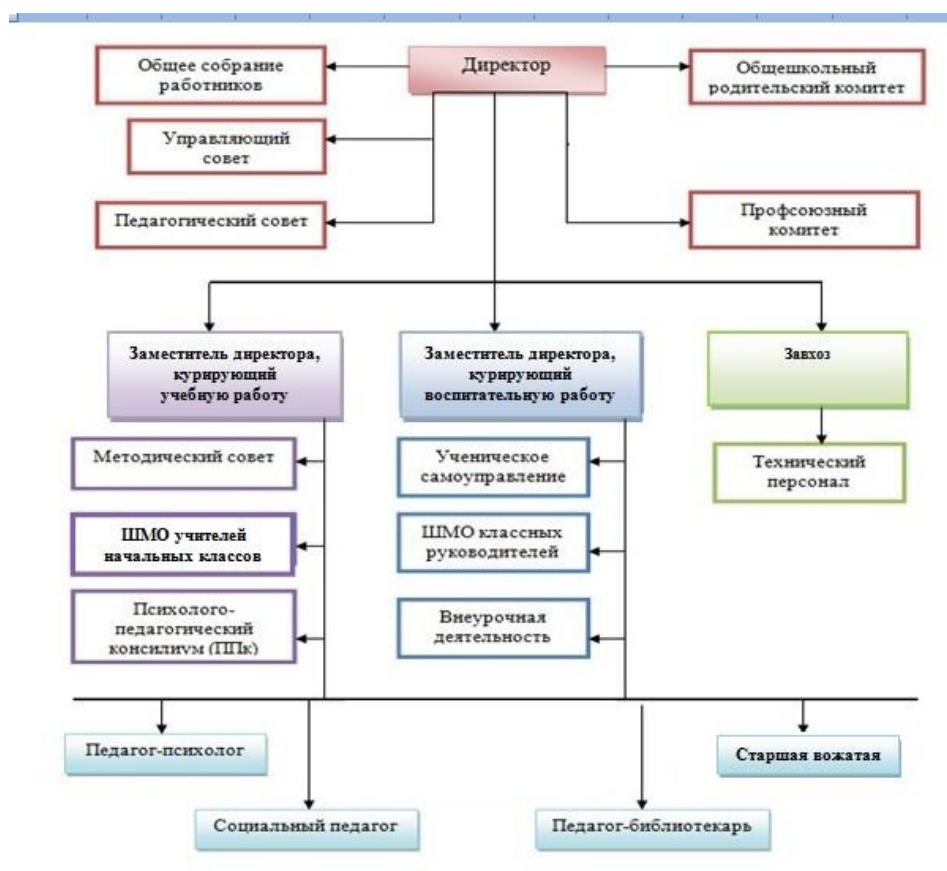 Директор
Общее собрание
работников
Общешкольный
родительский комитет
Управляющий
совет
Педагогический совет
Профсоюзный
комитет
Заместитель директора,
курирующий
учебную работу
Заместитель директора,
курирующий
воспитательную работу
Завхоз
Методический совет
ШМО учителей
начальных классов
Психолого-
педагогический
консилиум (ППк)
Ученическое
самоуправление
ШМО классных
руководителей
Внеурочная
деятельность
Технический
персонал
Педагог-психолог
Старшая вожатая
Социальный педагог
Педагог-библиотекарь